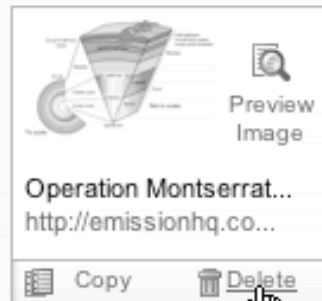 Preview
Image
Operation Montserrat...
http://emissionhq.co...
Copy Delete